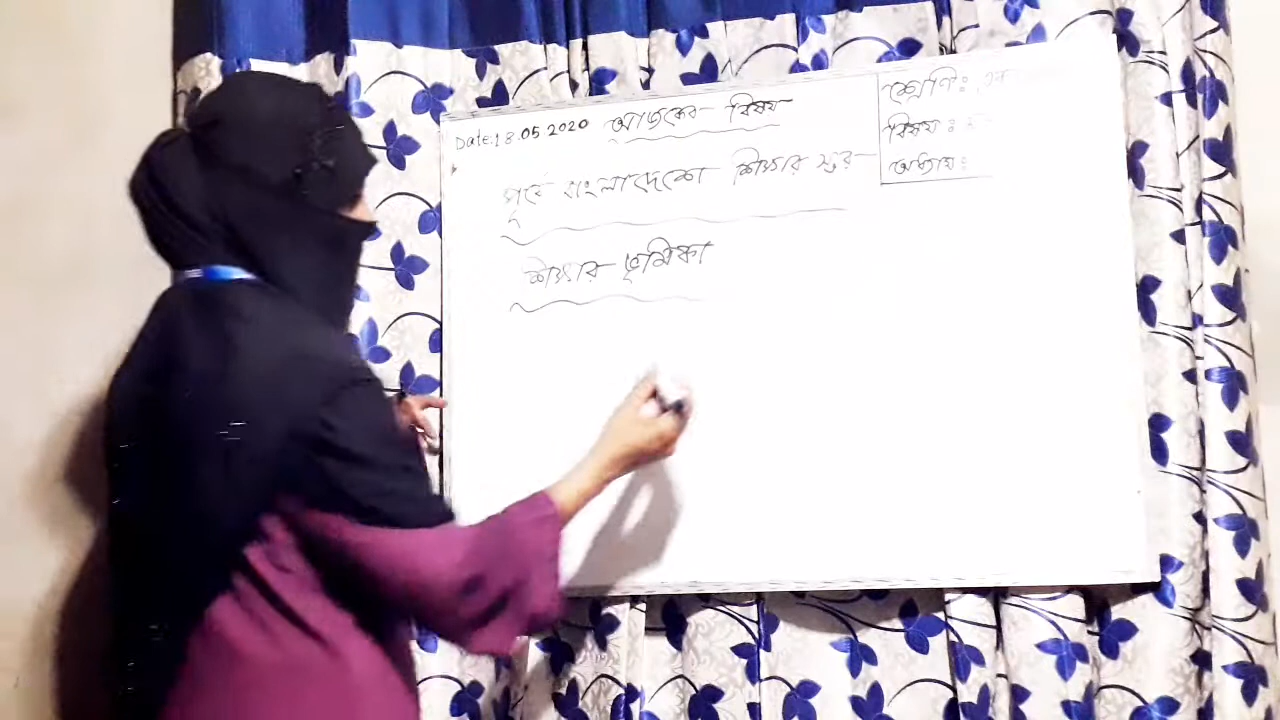 Date:18.05.2020 আজকের বিষয়
পূর্বে বাংলাদেশে শিক্ষার স্তর
শিক্ষার ভূমিকা
শ্রেণি:
বিষয় :
অধ্যায়: